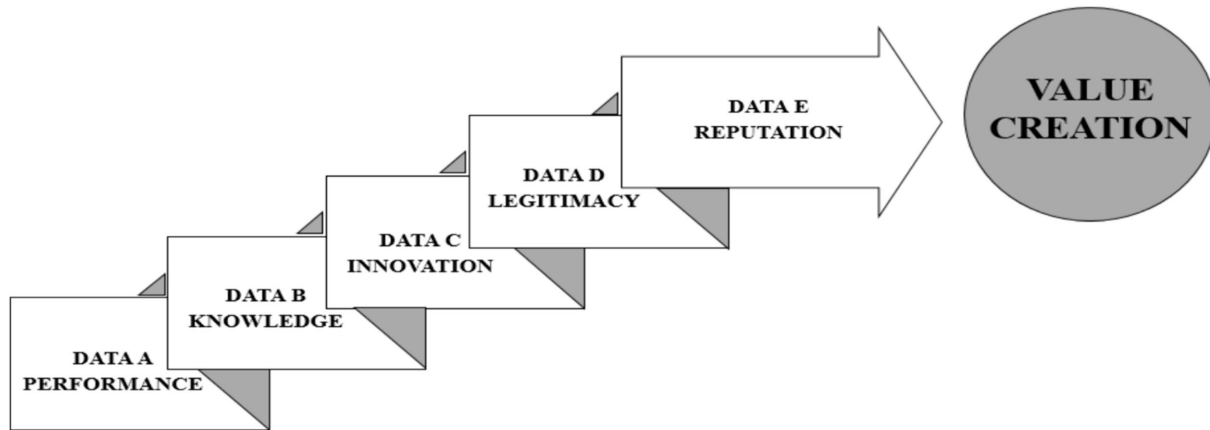 DATA A
PERFORMANCE
DATA B
KNOWLEDGE
DATA C
INNOVATION
DATA D
LEGITIMACY
DATA E
REPUTATION
VALUE
CREATION